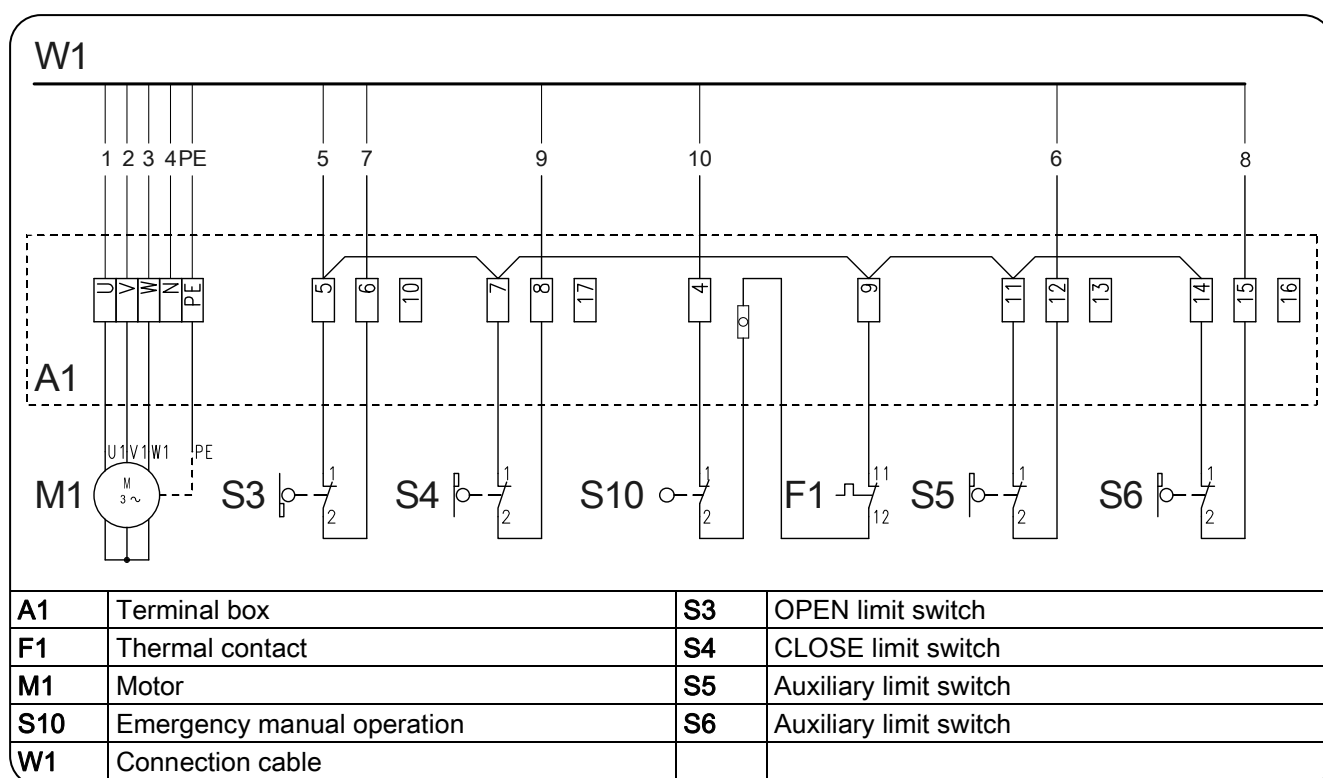 W1
1 2 3 4 PE 5 7 9 10 6 8
U V W N PE 5 6 10 7 8 17 4 9 11 12 13 14 15 16
A1
U1 V1 W1 PE
M1 M 3 ~ S3 1 2 S4 1 2 S10 1 2 F1 11 12 S5 1 2 S6 1 2
A1 Terminal box S3 OPEN limit switch
F1 Thermal contact S4 CLOSE limit switch
M1 Motor S5 Auxiliary limit switch
S10 Emergency manual operation S6 Auxiliary limit switch
W1 Connection cable